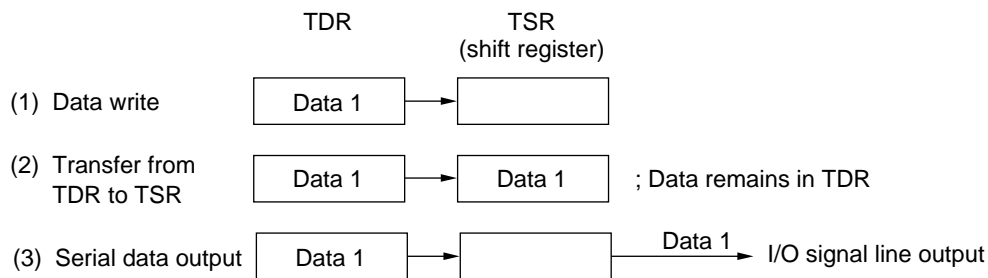 TDR TSR
(shift register)
(1) Data write Data 1
(2) Transfer from
TDR to TSR Data 1 Data 1 ; Data remains in TDR
(3) Serial data output Data 1 Data 1 I/O signal line output